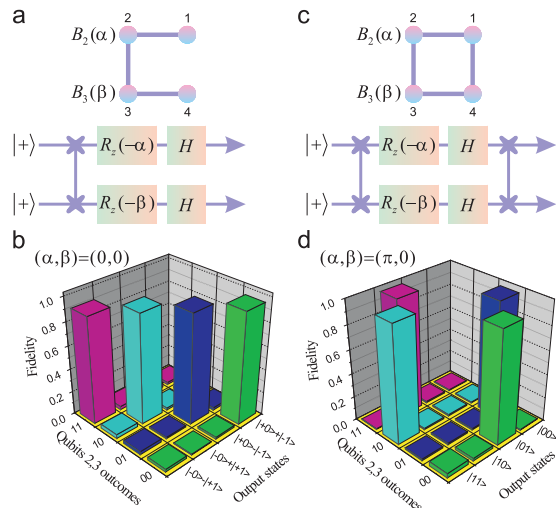 a
2 1
B₂(α)
B₃(β)
3 4
|+⟩ R_z(-α) H
|+⟩ R_z(-β) H
b
(α,β)=(0,0)
Fidelity
1.0
0.8
0.6
0.4
0.2
0.0
11
10
01
00
Qubits 2,3 outcomes
|-0>-|+1>
|-0>+|+1>
|+0>-|-1>
|+0>+|-1>
Output states
c
2 1
B₂(α)
B₃(β)
3 4
|+⟩ R_z(-α) H
|+⟩ R_z(-β) H
d
(α,β)=(π,0)
Fidelity
1.0
0.8
0.6
0.4
0.2
0.0
11
10
01
00
Qubits 2,3 outcomes
|11>
|10>
|01>
|00>
Output states